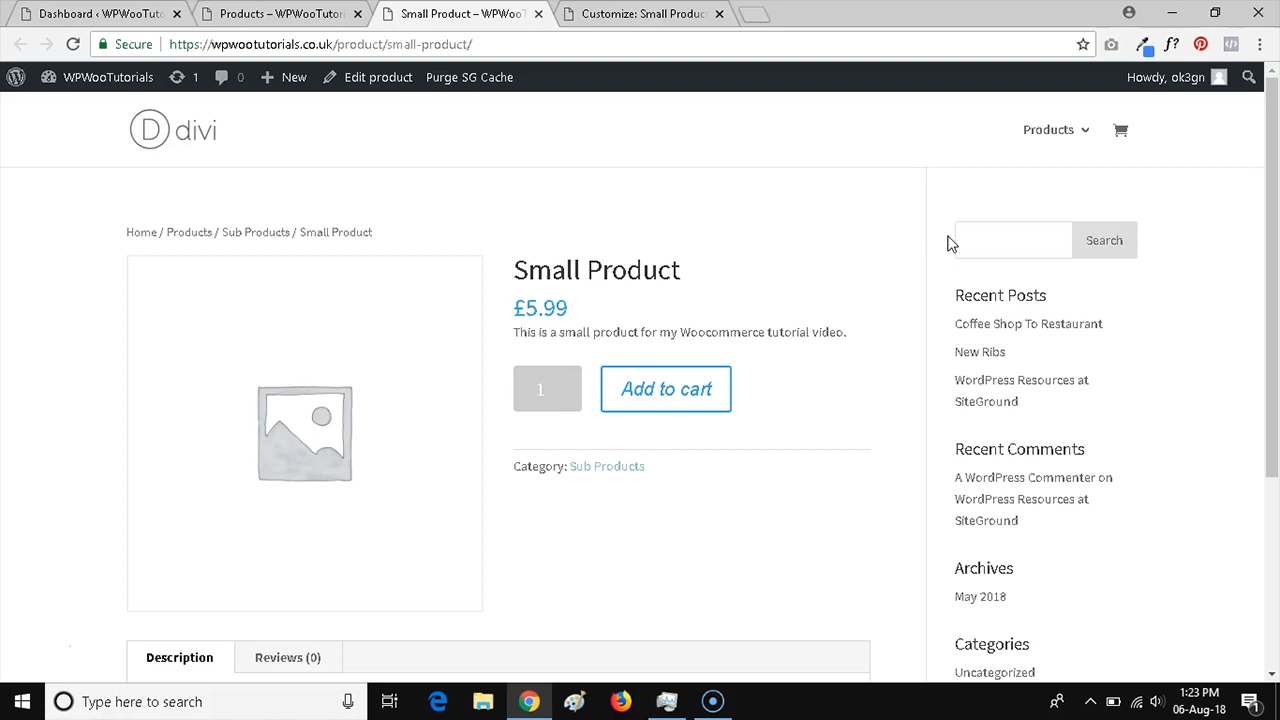 Dashboard ‹ WPWooTu
Products – WPWooTutor
Small Product – WPWooT
Customize: Small Product
Secure
https://wpwootutorials.co.uk/product/small-product/
WPWooTutorials
1
0
New
Edit product
Purge SG Cache
Howdy, ok3gn
D divi
Products
Home / Products / Sub Products / Small Product
Small Product
£5.99
This is a small product for my Woocommerce tutorial video.
1
Add to cart
Category: Sub Products
Description
Reviews (0)
Search
Recent Posts
Coffee Shop To Restaurant
New Ribs
WordPress Resources at
SiteGround
Recent Comments
A WordPress Commenter on
WordPress Resources at
SiteGround
Archives
May 2018
Categories
Uncategorized
Type here to search
1:23 PM
06-Aug-18
1